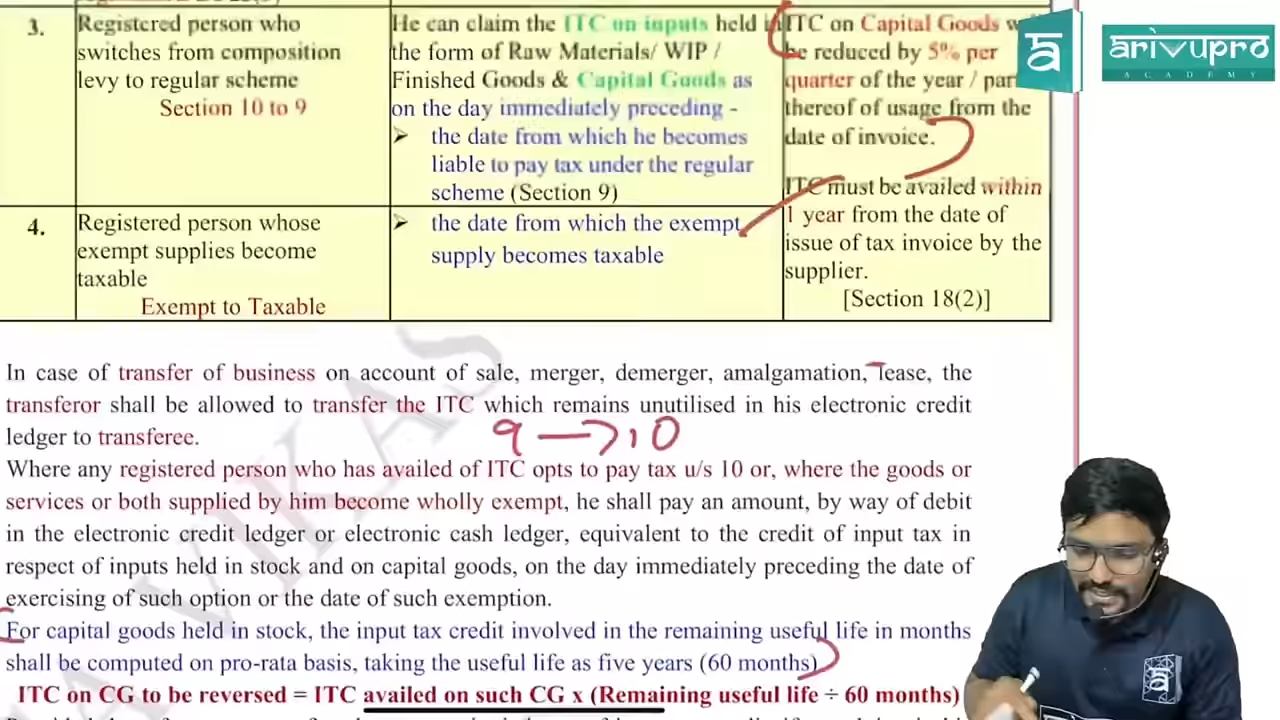 3.
Registered person who
switches from composition
levy to regular scheme
Section 10 to 9
He can claim the ITC on inputs held in
the form of Raw Materials/ WIP /
Finished Goods & Capital Goods as
on the day immediately preceding -
➤ the date from which he becomes
liable to pay tax under the regular
scheme (Section 9)
ITC on Capital Goods
be reduced by 5% per
quarter of the year / part
thereof of usage from the
date of invoice.
ITC must be availed within
1 year from the date of
issue of tax invoice by the
supplier.
[Section 18(2)]
4.
Registered person whose
exempt supplies become
taxable
Exempt to Taxable
➤ the date from which the exempt
supply becomes taxable
arivupro
ACADEMY
In case of transfer of business on account of sale, merger, demerger, amalgamation, lease, the
transferor shall be allowed to transfer the ITC which remains unutilised in his electronic credit
ledger to transferee.
9 → 10
Where any registered person who has availed of ITC opts to pay tax u/s 10 or, where the goods or
services or both supplied by him become wholly exempt, he shall pay an amount, by way of debit
in the electronic credit ledger or electronic cash ledger, equivalent to the credit of input tax in
respect of inputs held in stock and on capital goods, on the day immediately preceding the date of
exercising of such option or the date of such exemption.
For capital goods held in stock, the input tax credit involved in the remaining useful life in months
shall be computed on pro-rata basis, taking the useful life as five years (60 months)
ITC on CG to be reversed = ITC availed on such CG x (Remaining useful life ÷ 60 months)
VIKAS